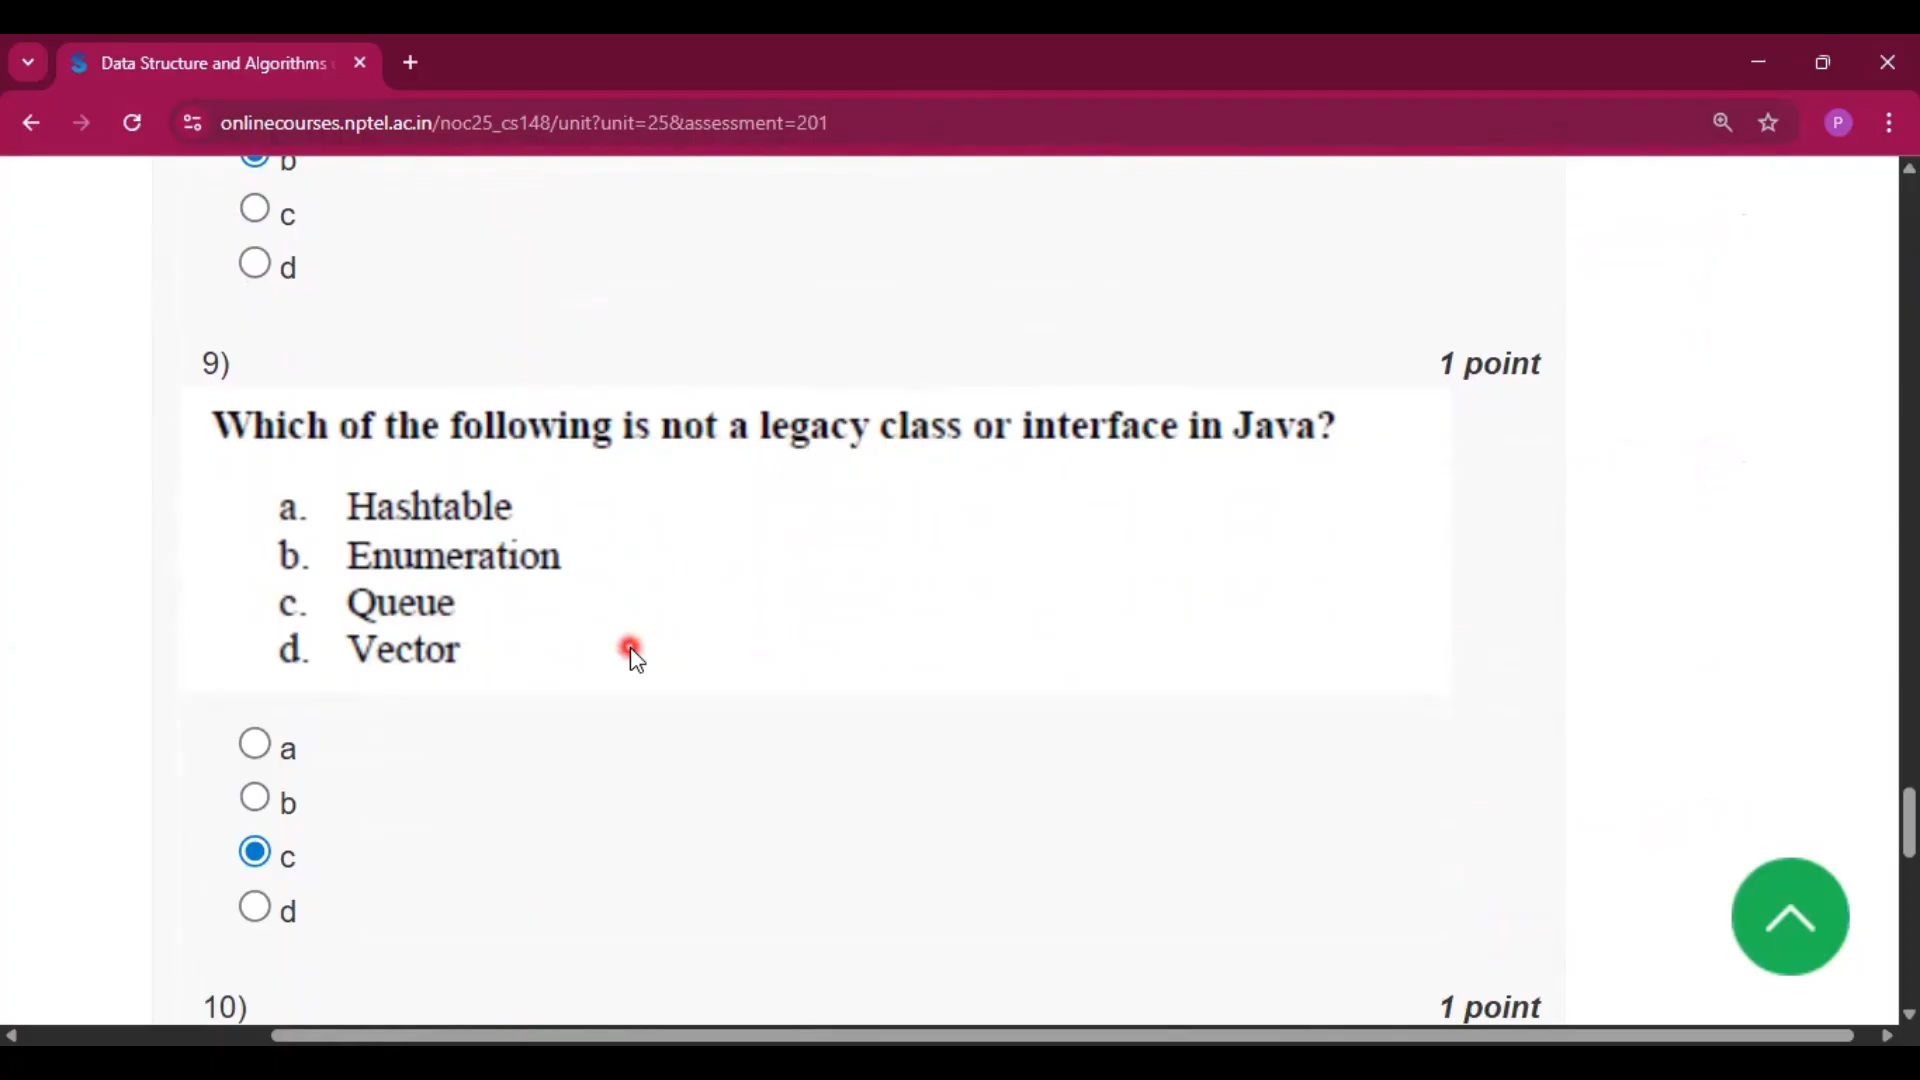 Data Structure and Algorithms
onlinecourses.nptel.ac.in/noc25_cs148/unit?unit=25&assessment=201
P
b
c
d
9)
1 point
Which of the following is not a legacy class or interface in Java?
a. Hashtable
b. Enumeration
c. Queue
d. Vector
a
b
c
d
10)
1 point